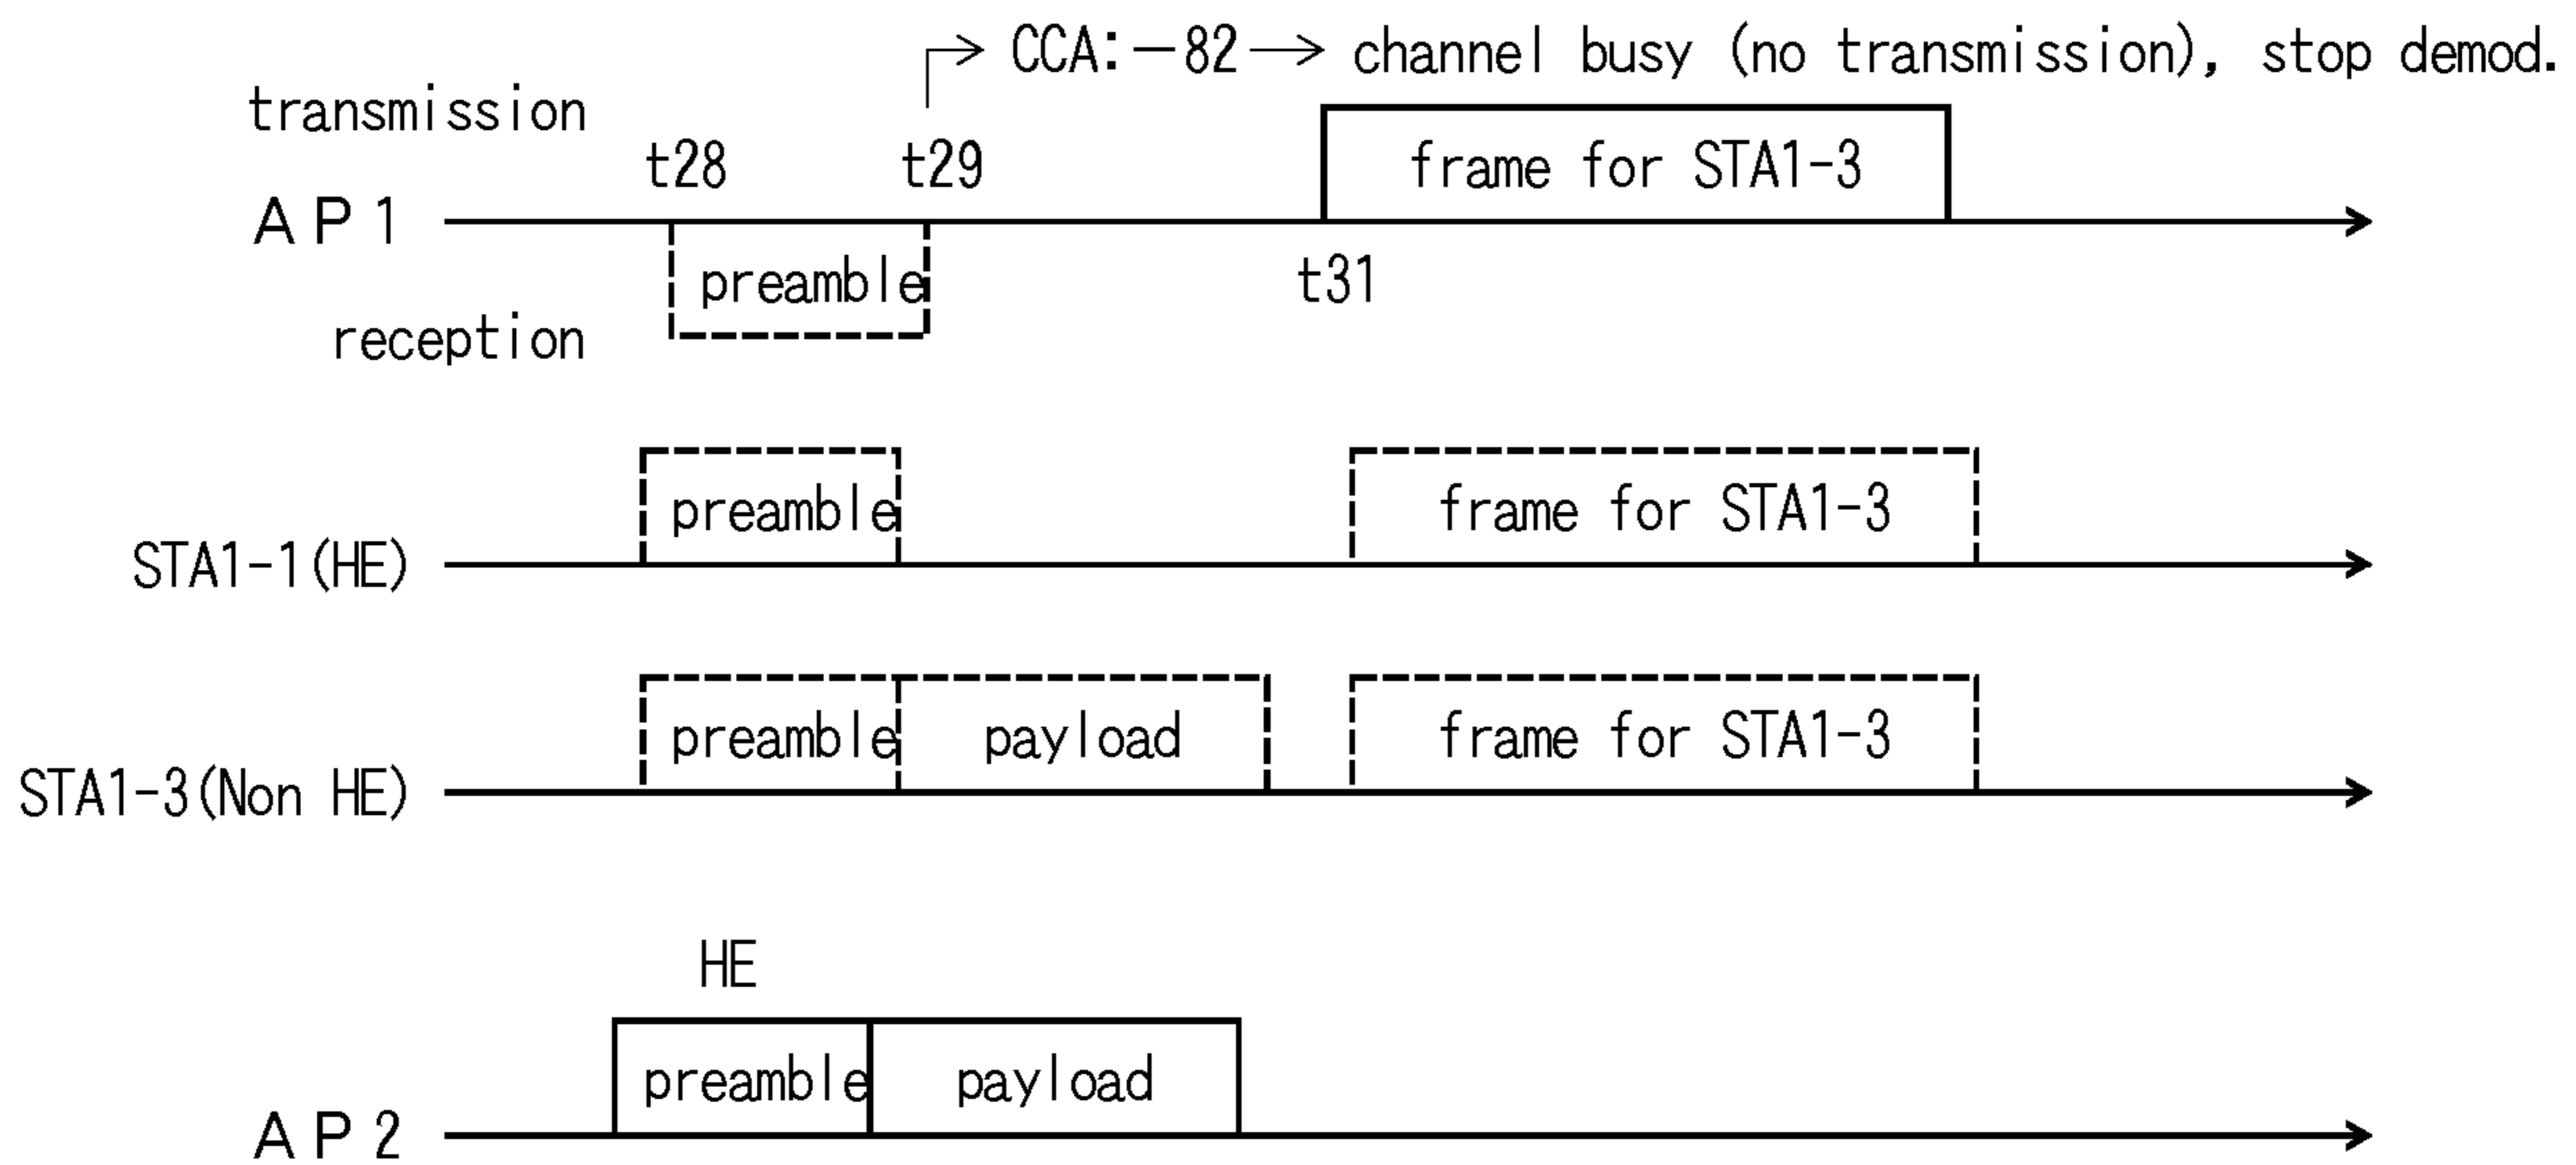 CCA:−82 → channel busy (no transmission), stop demod.
transmission
t28 t29 frame for STA1-3
AP1
preamble t31
reception
preamble frame for STA1-3
STA1-1(HE)
preamble payload frame for STA1-3
STA1-3(Non HE)
HE
preamble payload
AP2